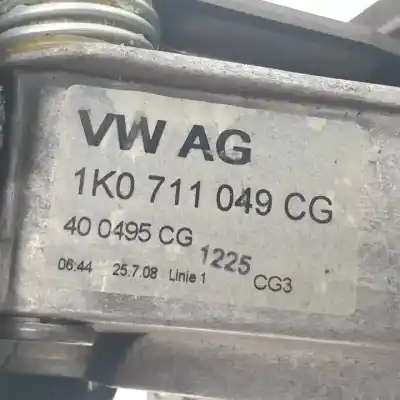 VW AG
1K0 711 049 CG
40 0495 CG 1225
06:44 25.7.08 Linie 1 CG3